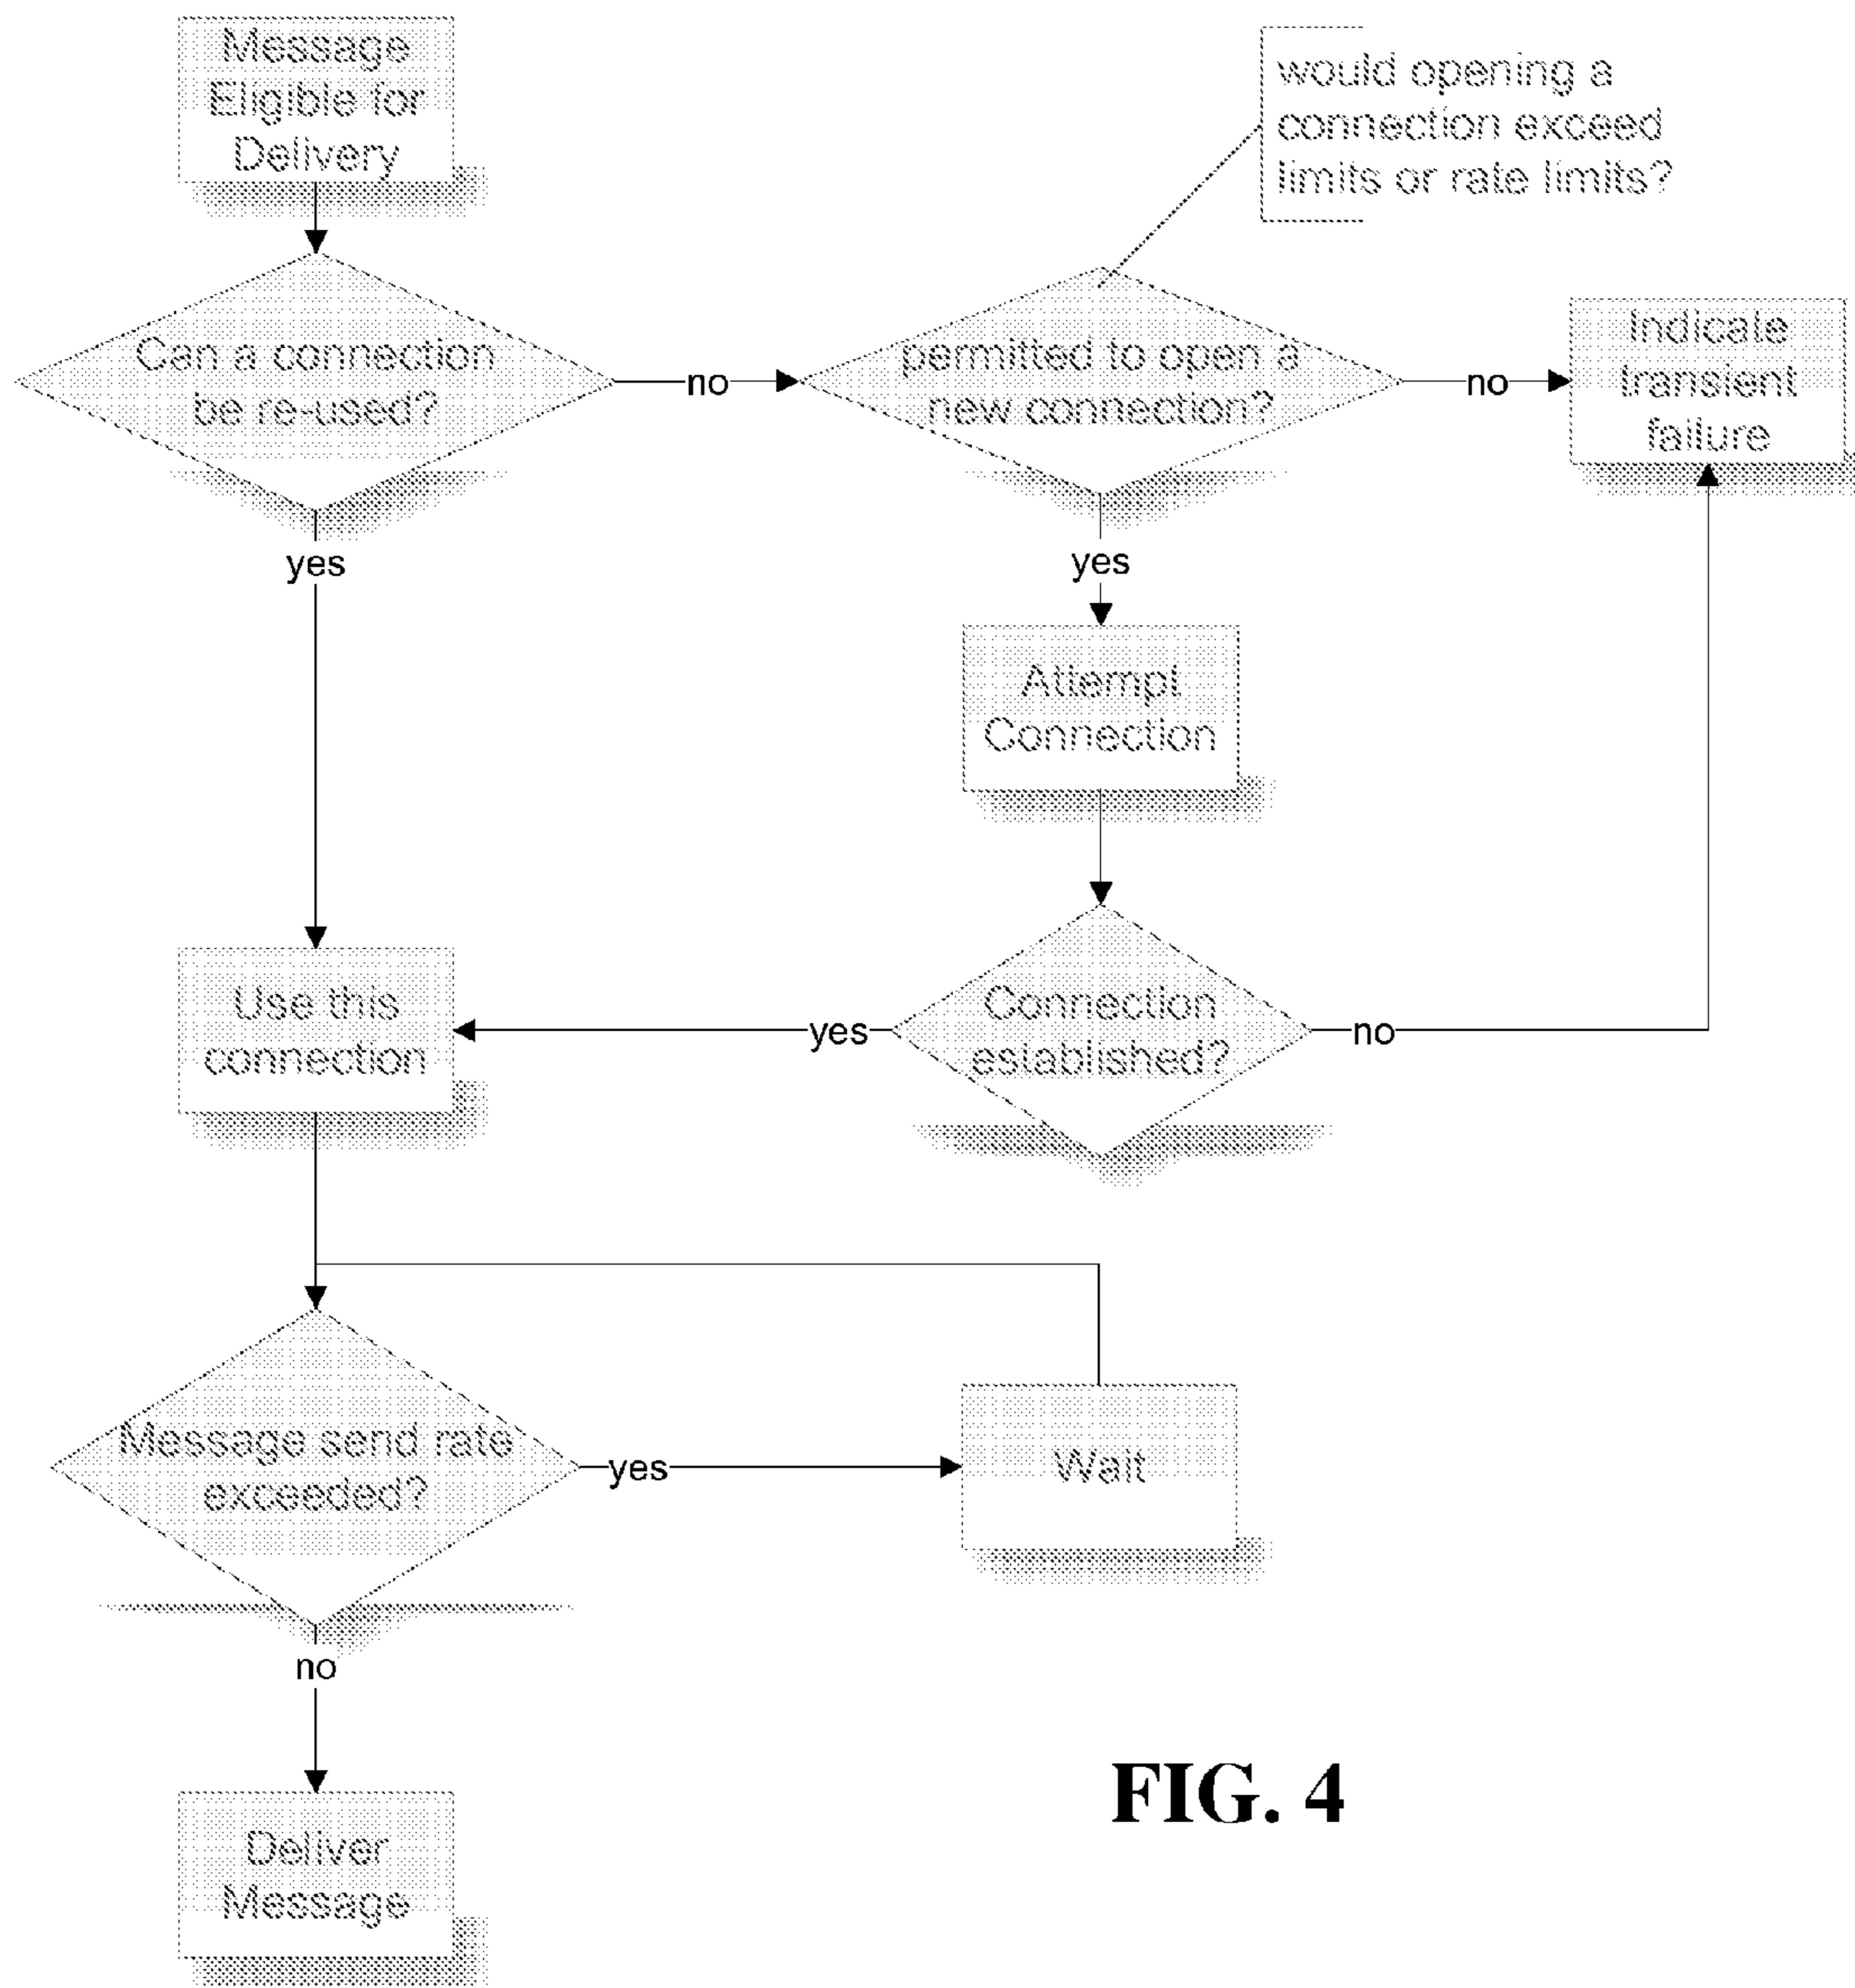 Message
Eligible for
Delivery
would opening a
connection exceed
limits or rate limits?
Can a connection
be re-used?
no
permitted to open a
new connection?
no
Indicate
transient
failure
yes
yes
Attempt
Connection
Use this
connection
yes
Connection
established?
no
Message send rate
exceeded?
yes
Wait
no
Deliver
Message
FIG. 4